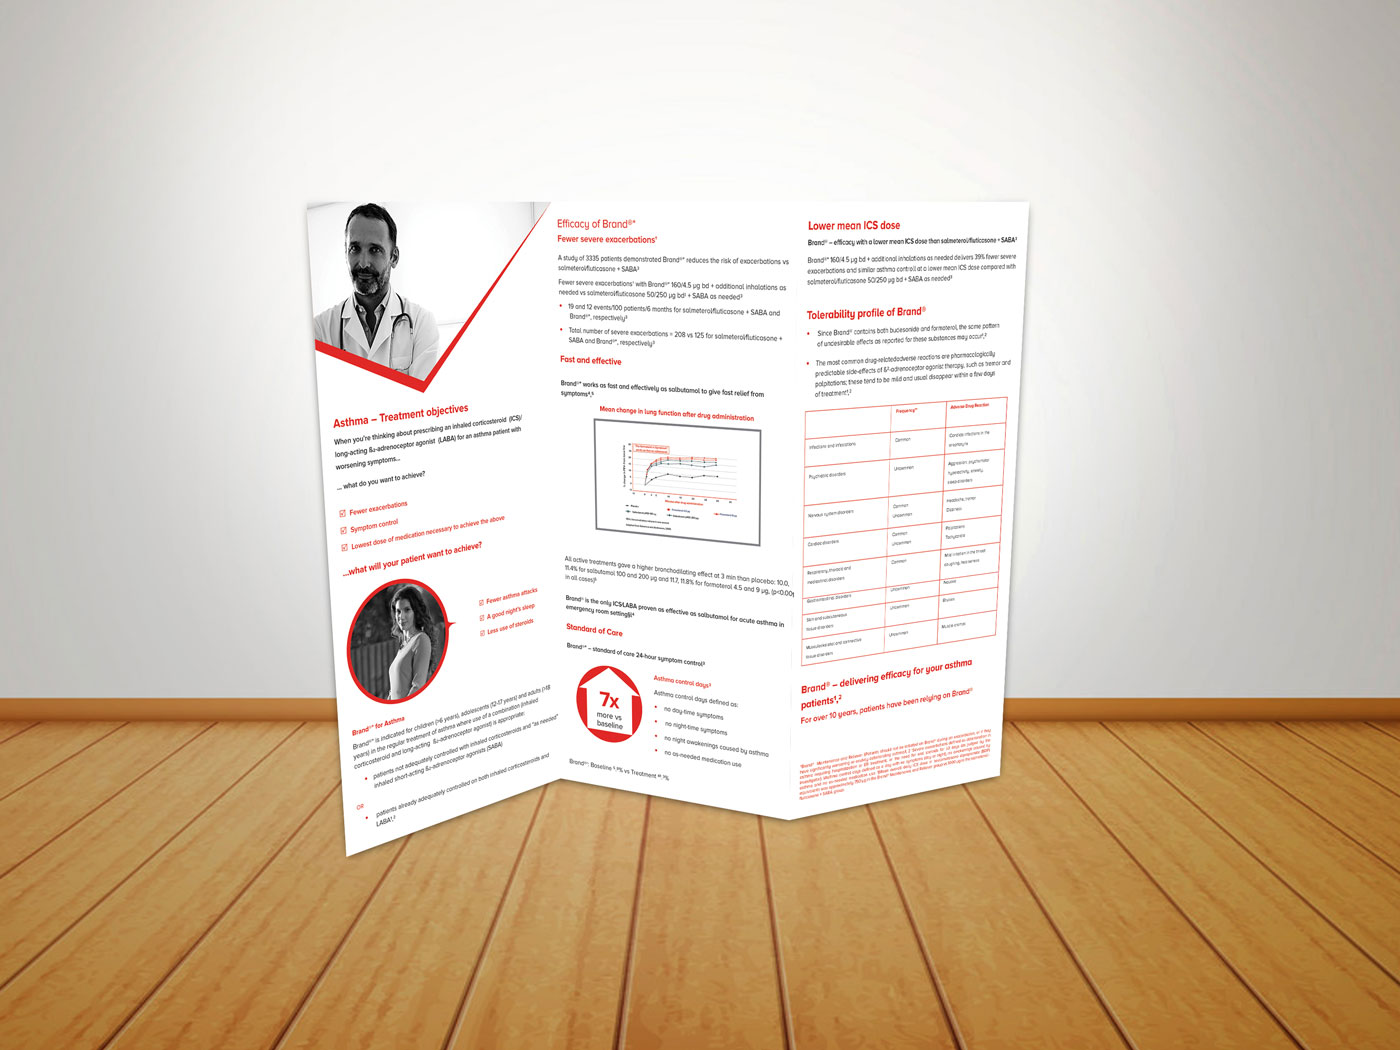 Asthma – Treatment objectives
When you're thinking about prescribing an inhaled corticosteroid (ICS)/
long-acting ß₂-adrenoceptor agonist (LABA) for an asthma patient with
worsening symptoms...
... what do you want to achieve?
Fewer exacerbations
Symptom control
Lowest dose of medication necessary to achieve the above
...what will your patient want to achieve?
Fewer asthma attacks
A good night's sleep
Less use of steroids
Brand®* for Asthma
Brand®* is indicated for children (>6 years), adolescents (12-17 years) and adults (>18
years) in the regular treatment of asthma where use of a combination (inhaled
corticosteroid and long-acting ß₂-adrenoceptor agonist) is appropriate:
• patients not adequately controlled with inhaled corticosteroids and "as needed"
inhaled short-acting ß₂-adrenoceptor agonists (SABA)
OR
• patients already adequately controlled on both inhaled corticosteroids and
LABA¹,²
Efficacy of Brand®*
Fewer severe exacerbations¹
A study of 3335 patients demonstrated Brand®* reduces the risk of exacerbations vs
salmeterol/fluticasone + SABA³
Fewer severe exacerbations¹ with Brand®* 160/4.5 µg bd + additional inhalations as
needed vs salmeterol/fluticasone 50/250 µg bd + SABA as needed³
• 19 and 12 events/100 patients/6 months for salmeterol/fluticasone + SABA and
Brand®*, respectively³
• Total number of severe exacerbations = 208 vs 125 for salmeterol/fluticasone +
SABA and Brand®*, respectively³
Fast and effective
Brand®* works as fast and effectively as salbutamol to give fast relief from
symptoms⁴,⁵
Mean change in lung function after drug administration
All active treatments gave a higher bronchodilating effect at 3 min than placebo: 10.0,
11.4% for salbutamol 100 and 200 µg and 11.7, 11.8% for formoterol 4.5 and 9 µg, (p<0.001
in all cases)⁵
Brand® is the only ICS/LABA proven as effective as salbutamol for acute asthma in
emergency room setting§⁴
Standard of Care
Brand®* – standard of care 24-hour symptom control³
7x
more vs
baseline
Asthma control days³
Asthma control days defined as:
• no day-time symptoms
• no night-time symptoms
• no night awakenings caused by asthma
• no as-needed medication use
Brand®: Baseline vs Treatment
Lower mean ICS dose
Brand® – efficacy with a lower mean ICS dose than salmeterol/fluticasone + SABA³
Brand® 160/4.5 µg bd + additional inhalations as needed delivers 39% fewer severe
exacerbations and similar asthma control at a lower mean ICS dose compared with
salmeterol/fluticasone 50/250 µg bd + SABA as needed³
Tolerability profile of Brand®
• Since Brand® contains both budesonide and formoterol, the same pattern
of undesirable effects as reported for these substances may occur¹,²
• The most common drug-relatedadverse reactions are pharmacologically
predictable side-effects of ß²-adrenoceptor agonist therapy, such as tremor and
palpitations; these tend to be mild and usual disappear within a few days
of treatment¹,²
Frequency** Adverse Drug Reaction
Infections and infestations Common Candida infections in the
oropharynx
Psychiatric disorders Uncommon Aggression, psychomotor
hyperactivity, anxiety,
sleep disorders
Nervous system disorders Common Headache, tremor
Uncommon Dizziness
Cardiac disorders Common Palpitations
Uncommon Tachycardia
Respiratory, thoracic and Common Mild irritation in the throat
mediastinal disorders coughing, hoarseness
Gastrointestinal disorders Uncommon Nausea
Skin and subcutaneous Uncommon Bruises
tissue disorders
Musculoskeletal and connective Uncommon Muscle cramps
tissue disorders
Brand® – delivering efficacy for your asthma
patients¹,²
For over 10 years, patients have been relying on Brand®